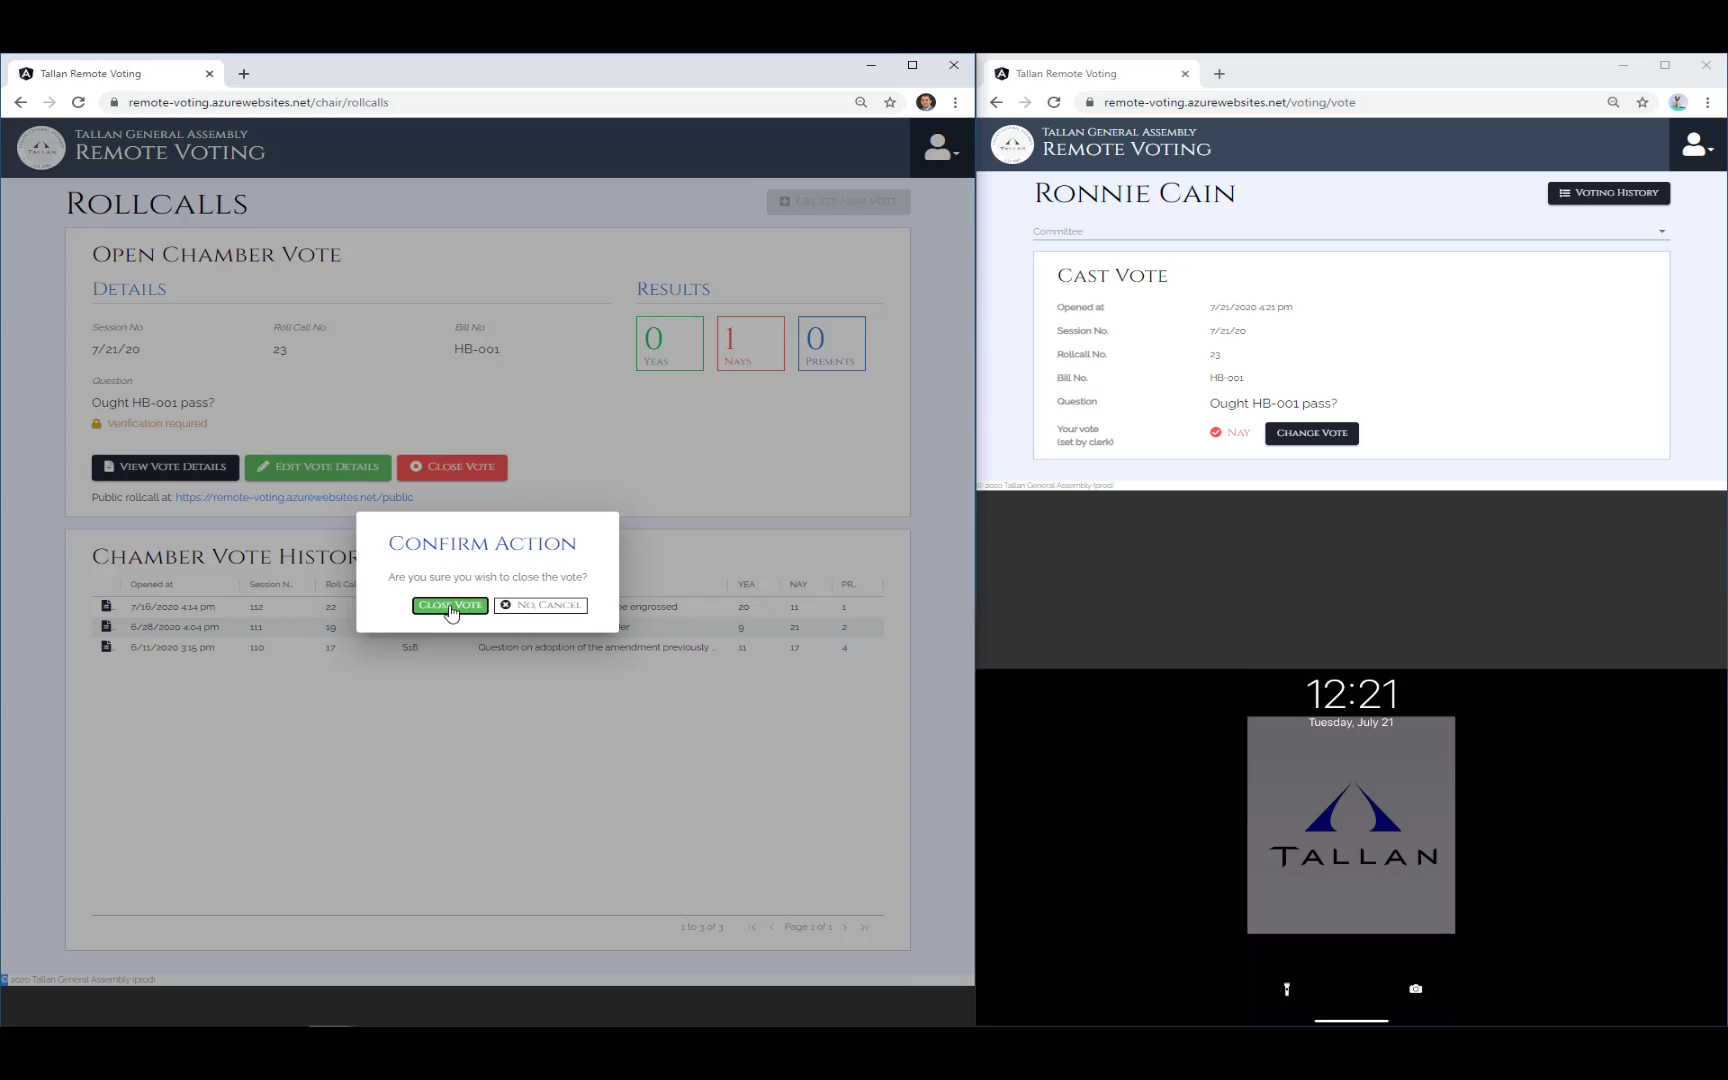 Tallan Remote Voting
remote-voting.azurewebsites.net/chair/rollcalls
TALLAN GENERAL ASSEMBLY
REMOTE VOTING
ROLLCALLS
CREATE NEW VOTE
OPEN CHAMBER VOTE
DETAILS
RESULTS
Session No
Roll Call No
Bill No
7/21/20
23
HB-001
0
YEAS
1
NAYS
0
PRESENTS
Question
Ought HB-001 pass?
Verification required
VIEW VOTE DETAILS
EDIT VOTE DETAILS
CLOSE VOTE
Public rollcall at: https://remote-voting.azurewebsites.net/public
CONFIRM ACTION
Are you sure you wish to close the vote?
CLOSE VOTE
NO, CANCEL
CHAMBER VOTE HISTOR
Opened at
Session N..
Roll Cal
YEA
NAY
PR..
7/16/2020 4:14 pm
112
22
be engrossed
20
11
1
6/28/2020 4:04 pm
111
19
9
21
2
6/11/2020 3:15 pm
110
17
S18
Question on adoption of the amendment previously ..
11
17
4
1 to 3 of 3
Page 1 of 1
© 2020 Tallan General Assembly (prod)
Tallan Remote Voting
remote-voting.azurewebsites.net/voting/vote
TALLAN GENERAL ASSEMBLY
REMOTE VOTING
RONNIE CAIN
VOTING HISTORY
Committee
CAST VOTE
Opened at
7/21/2020 4:21 pm
Session No.
7/21/20
Rollcall No.
23
Bill No.
HB-001
Question
Ought HB-001 pass?
Your vote
(set by clerk)
NAY
CHANGE VOTE
© 2020 Tallan General Assembly (prod)
12:21
Tuesday, July 21
TALLAN